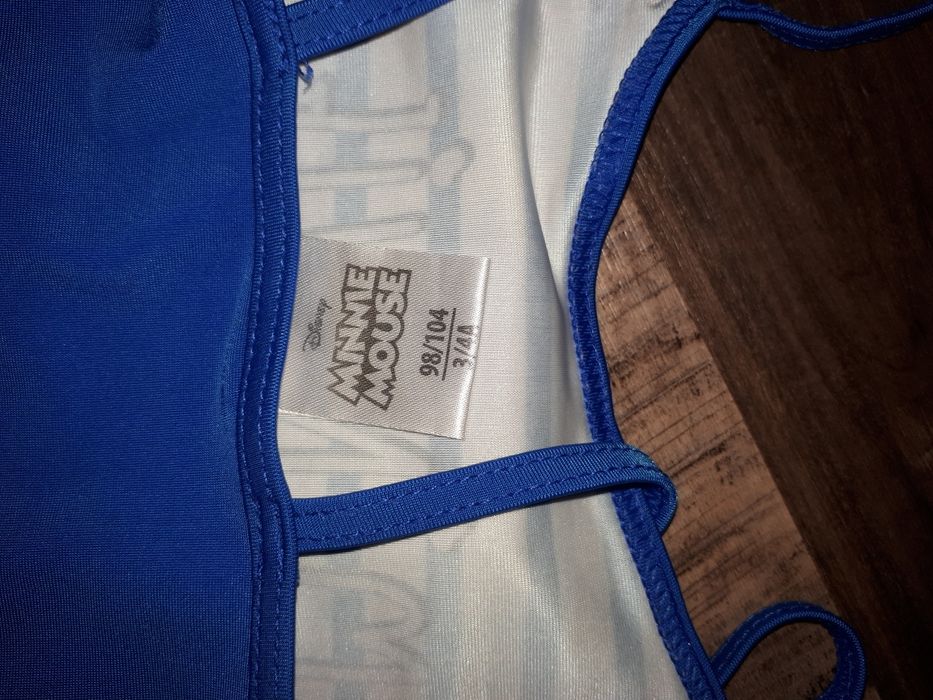 Disney
MINNIE
MOUSE
98/104
3/4A